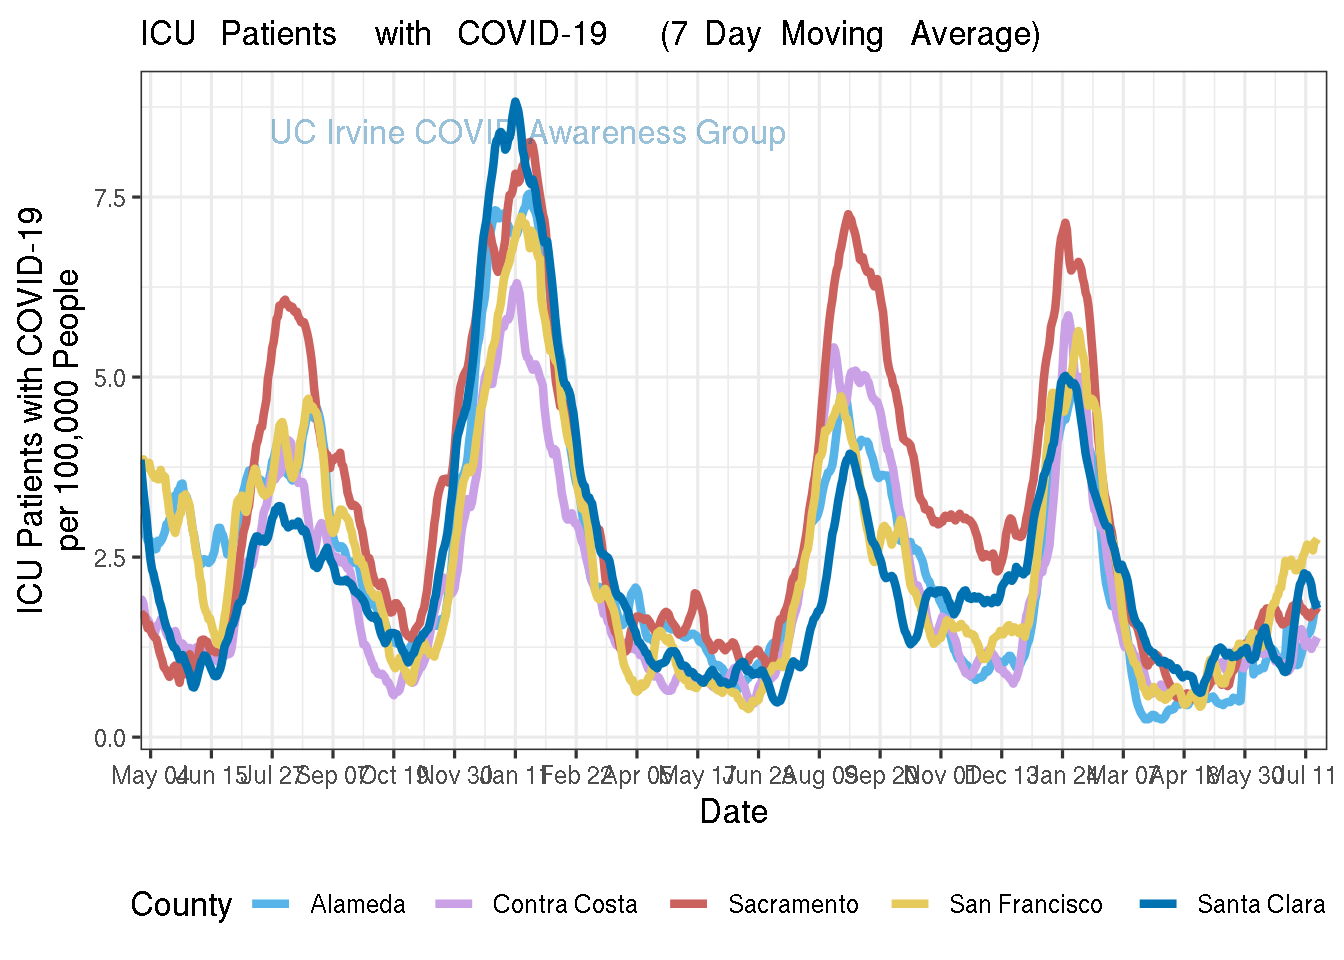 ICU Patients with COVID-19 (7 Day Moving Average)
UC Irvine COVID Awareness Group
ICU Patients with COVID-19
per 100,000 People
7.5
5.0
2.5
0.0
May 04 Jun 15 Jul 27 Sep 07 Oct 19 Nov 30 Jan 11 Feb 22 Apr 05 May 17 Jun 28 Aug 09 Sep 20 Nov 01 Dec 13 Jan 24 Mar 07 Apr 18 May 30 Jul 11
Date
County Alameda Contra Costa Sacramento San Francisco Santa Clara